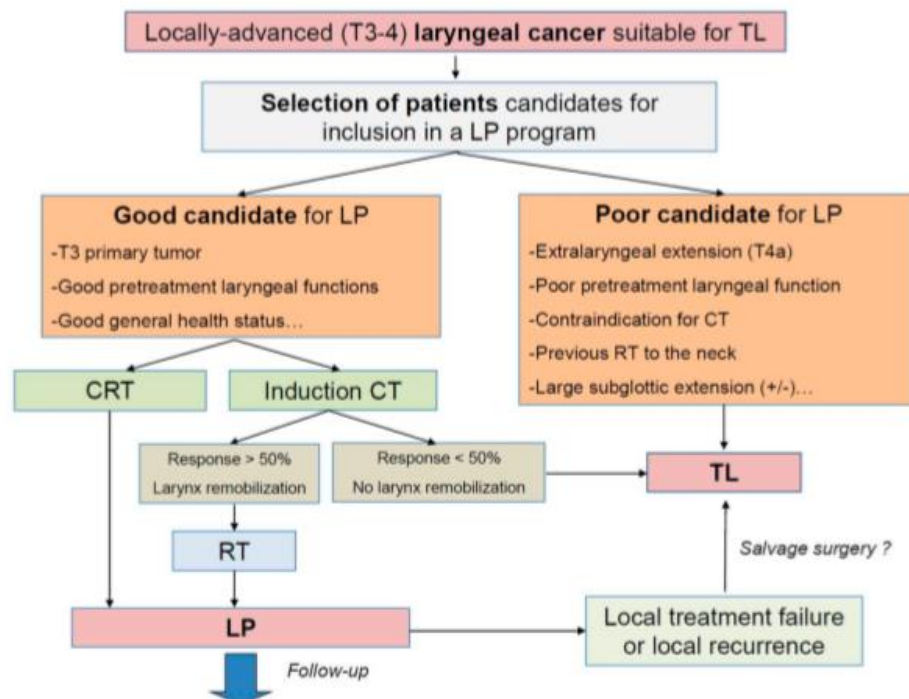 Locally-advanced (T3-4) laryngeal cancer suitable for TL
Selection of patients candidates for
inclusion in a LP program
Good candidate for LP
-T3 primary tumor
-Good pretreatment laryngeal functions
-Good general health status…
Poor candidate for LP
-Extralaryngeal extension (T4a)
-Poor pretreatment laryngeal function
-Contraindication for CT
-Previous RT to the neck
-Large subglottic extension (+/-)…
CRT
Induction CT
Response > 50%
Larynx remobilization
Response < 50%
No larynx remobilization
TL
RT
Salvage surgery ?
LP
Local treatment failure
or local recurrence
Follow-up